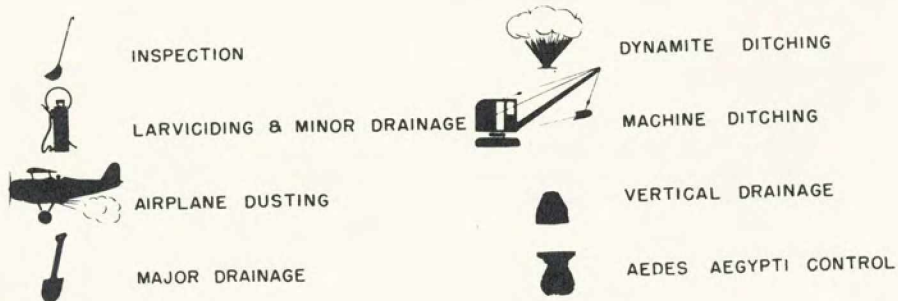 INSPECTION
LARVICIDING & MINOR DRAINAGE
AIRPLANE DUSTING
MAJOR DRAINAGE
DYNAMITE DITCHING
MACHINE DITCHING
VERTICAL DRAINAGE
AEDES AEGYPTI CONTROL